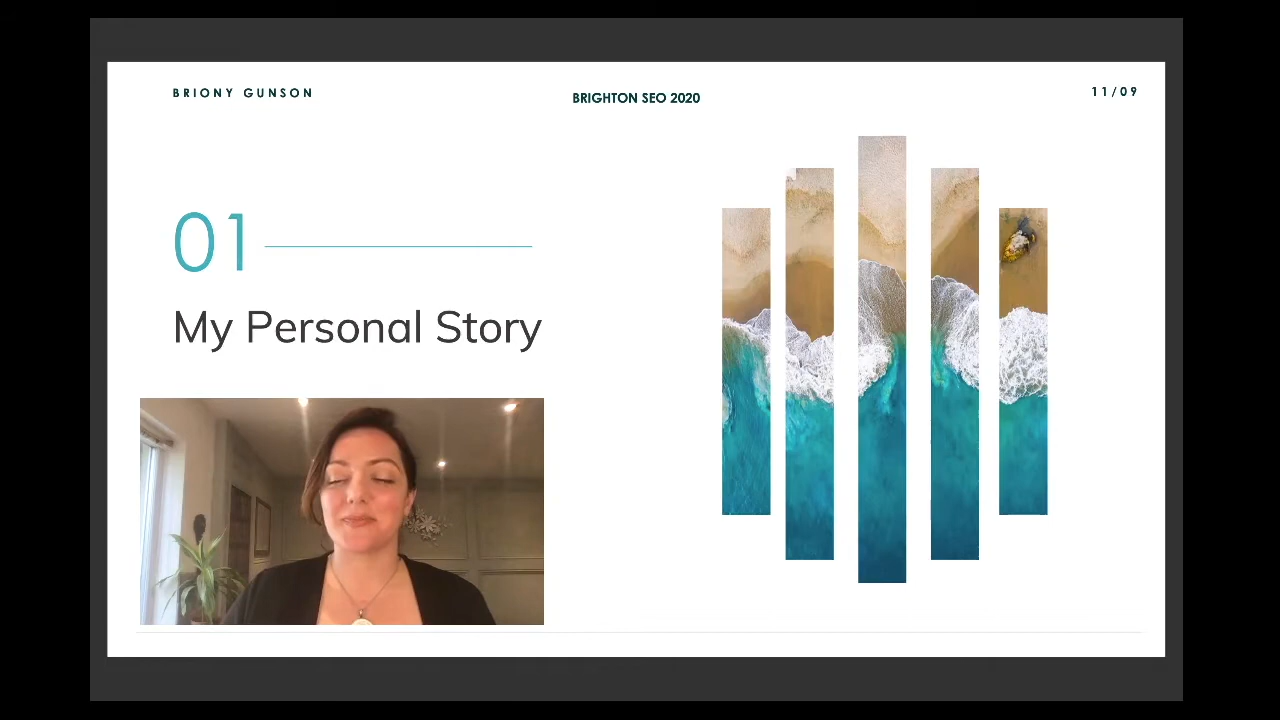 BRIONY GUNSON
BRIGHTON SEO 2020
11/09
01
My Personal Story